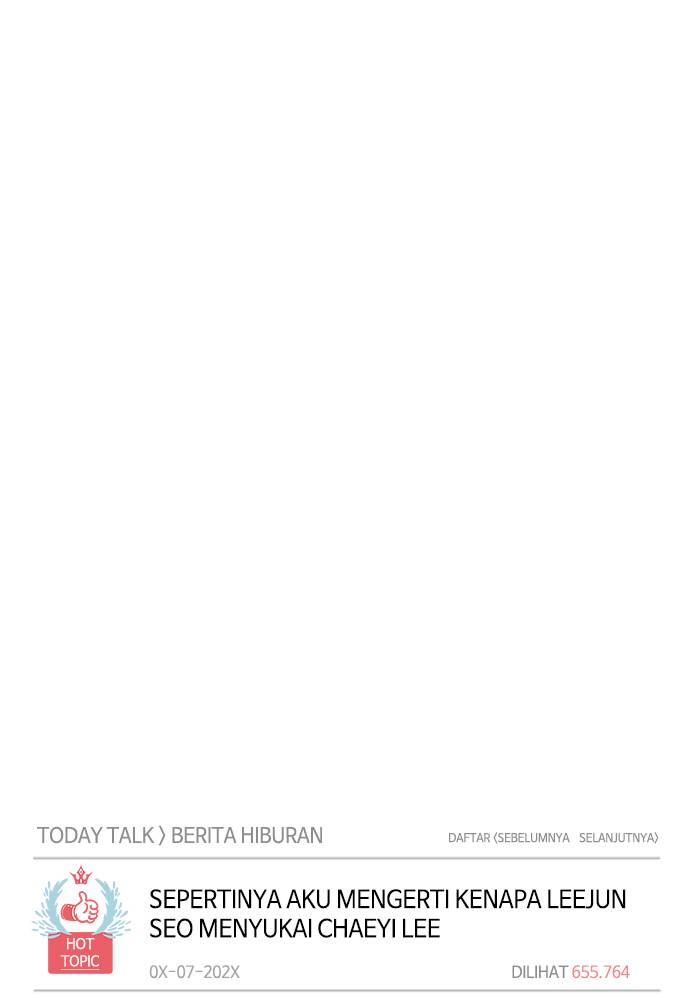 TODAY TALK > BERITA HIBURAN
DAFTAR <SEBELUMNYA SELANJUTNYA>
SEPERTINYA AKU MENGERTI KENAPA LEEJUN
SEO MENYUKAI CHAEYI LEE
HOT
TOPIC
0X-07-202X
DILIHAT 655.764